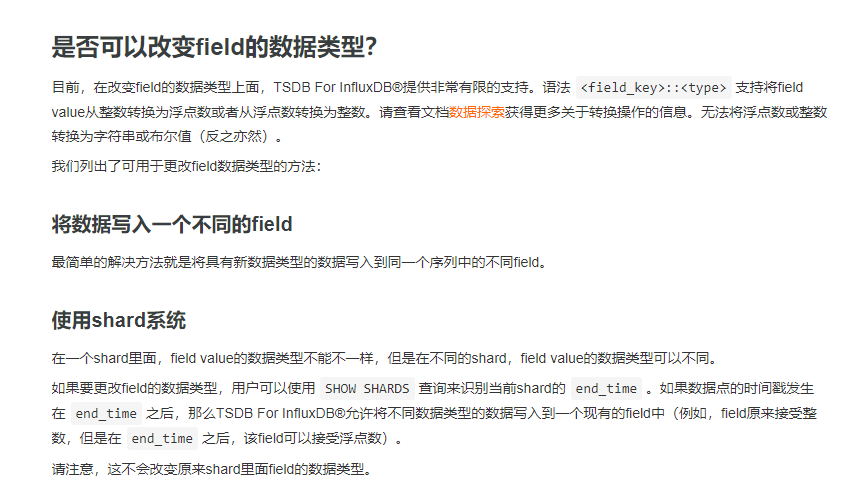 是否可以改变field的数据类型?
目前，在改变field的数据类型上面，TSDB For InfluxDB®提供非常有限的支持。语法 <field_key>::<type> 支持将field
value从整数转换为浮点数或者从浮点数转换为整数。请查看文档数据探索获得更多关于转换操作的信息。无法将浮点数或整数
转换为字符串或布尔值（反之亦然）。
我们列出了可用于更改field数据类型的方法：
将数据写入一个不同的field
最简单的解决方法就是将具有新数据类型的数据写入到同一个序列中的不同field。
使用shard系统
在一个shard里面，field value的数据类型不能不一样，但是在不同的shard，field value的数据类型可以不同。
如果要更改field的数据类型，用户可以使用 SHOW SHARDS 查询来识别当前shard的 end_time 。如果数据点的时间戳发生
在 end_time 之后，那么TSDB For InfluxDB®允许将不同数据类型的数据写入到一个现有的field中（例如，field原来接受整
数，但是在 end_time 之后，该field可以接受浮点数）。
请注意，这不会改变原来shard里面field的数据类型。